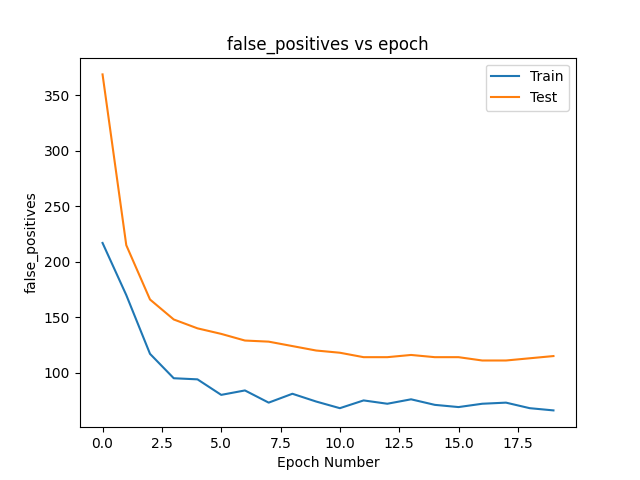 false_positives vs epoch
Train
Test
350
300
250
200
150
100
false_positives
0.0 2.5 5.0 7.5 10.0 12.5 15.0 17.5
Epoch Number